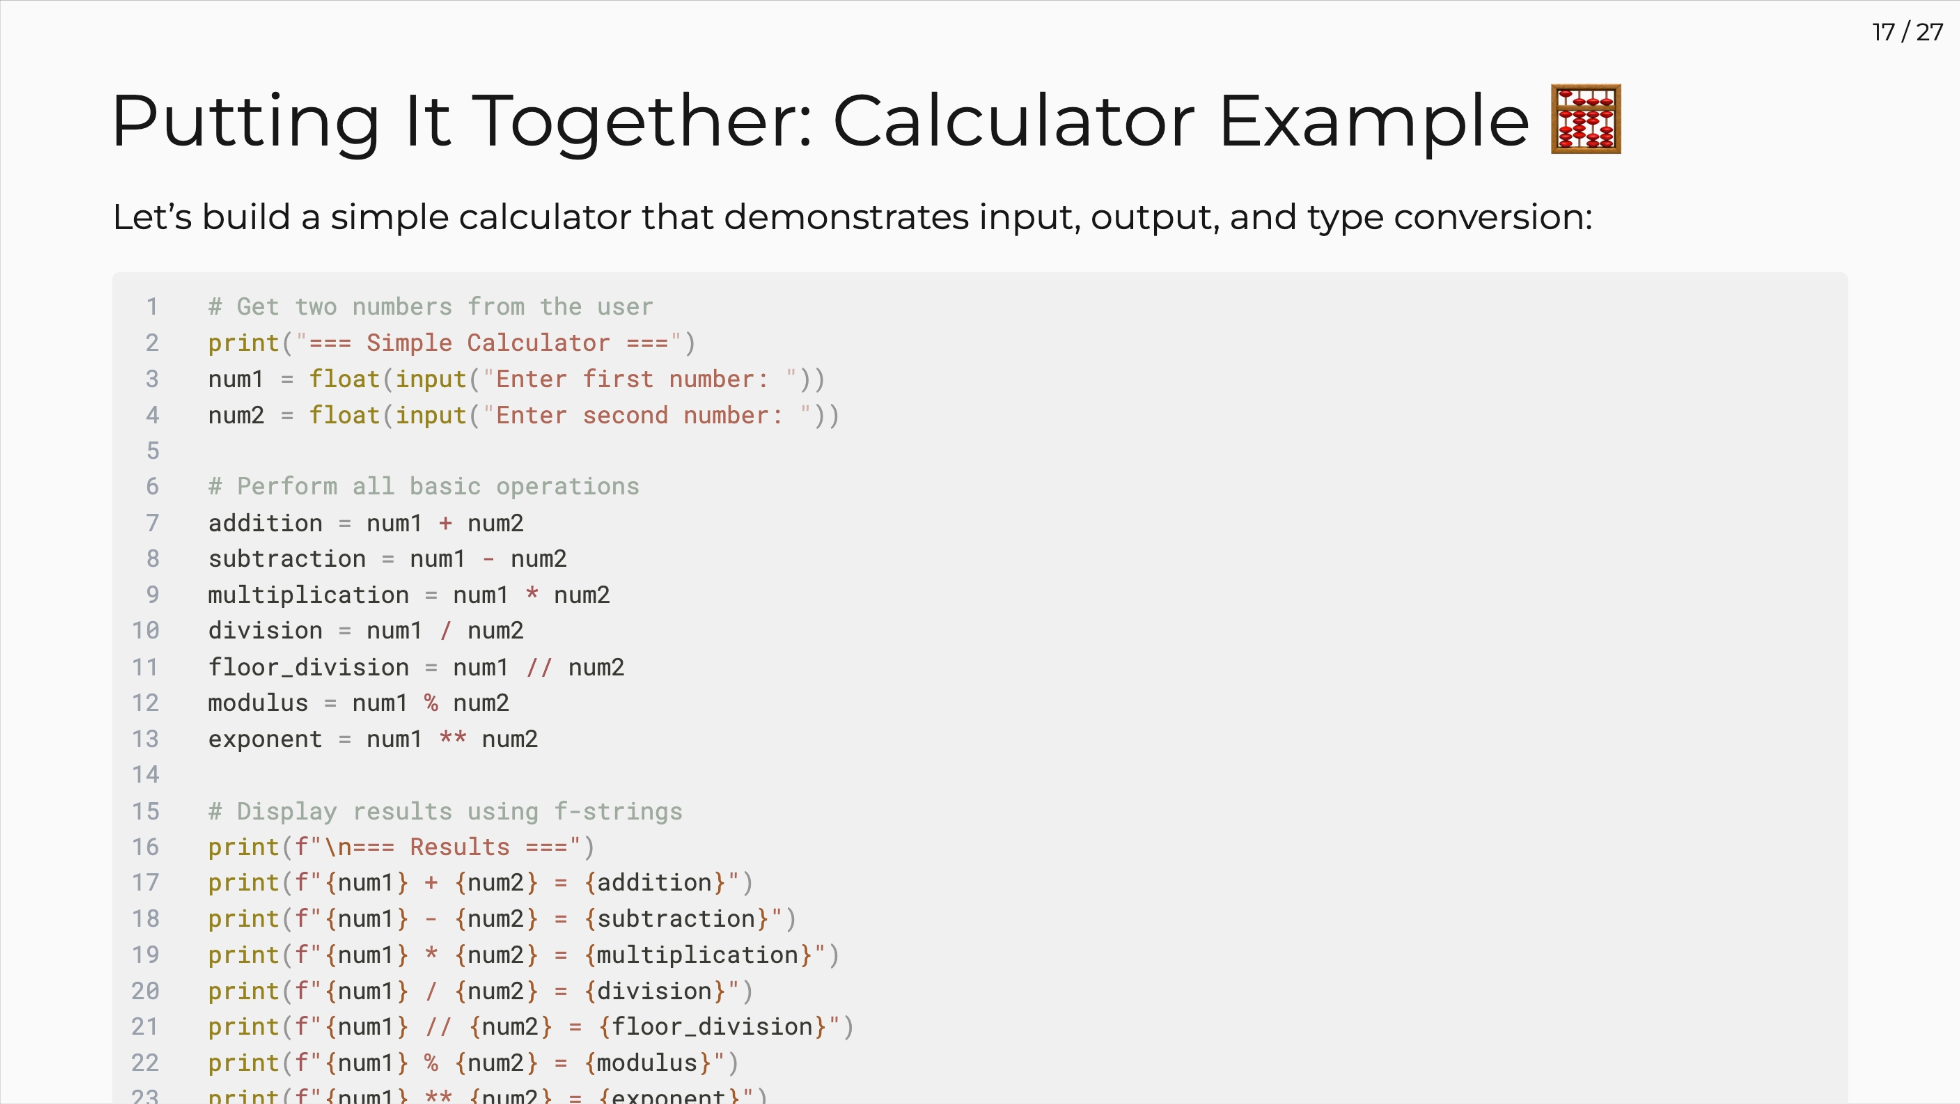 17 / 27
Putting It Together: Calculator Example
Let’s build a simple calculator that demonstrates input, output, and type conversion:
1 # Get two numbers from the user
2 print("=== Simple Calculator ===")
3 num1 = float(input("Enter first number: "))
4 num2 = float(input("Enter second number: "))
5
6 # Perform all basic operations
7 addition = num1 + num2
8 subtraction = num1 - num2
9 multiplication = num1 * num2
10 division = num1 / num2
11 floor_division = num1 // num2
12 modulus = num1 % num2
13 exponent = num1 ** num2
14
15 # Display results using f-strings
16 print(f"\n=== Results ===")
17 print(f"{num1} + {num2} = {addition}")
18 print(f"{num1} - {num2} = {subtraction}")
19 print(f"{num1} * {num2} = {multiplication}")
20 print(f"{num1} / {num2} = {division}")
21 print(f"{num1} // {num2} = {floor_division}")
22 print(f"{num1} % {num2} = {modulus}")
23 print(f"{num1} ** {num2} = {exponent}")